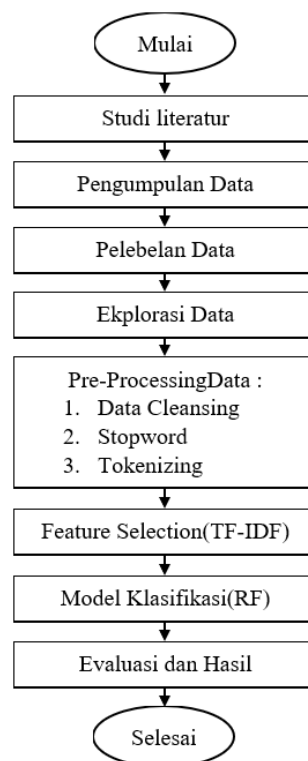 Mulai
Studi literatur
Pengumpulan Data
Pelebelan Data
Ekplorasi Data
Pre-ProcessingData :
1. Data Cleansing
2. Stopword
3. Tokenizing
Feature Selection(TF-IDF)
Model Klasifikasi(RF)
Evaluasi dan Hasil
Selesai